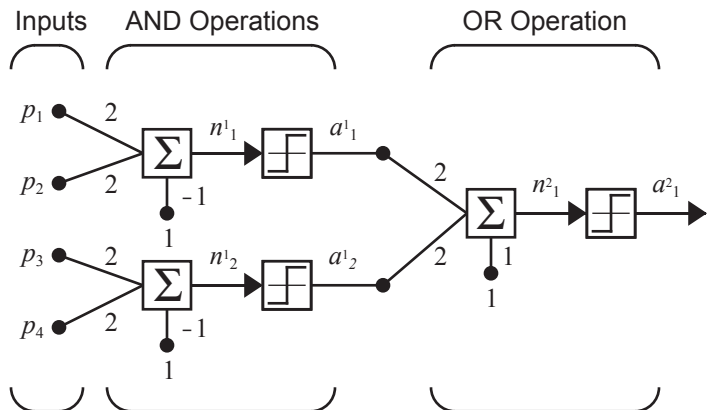 Inputs AND Operations OR Operation
p₁ 2 n¹₁ a¹₁
Σ
p₂ 2 -1
1
2 n²₁ a²₁
Σ
2 1
1
p₃ 2 n¹₂ a¹₂
Σ
p₄ 2 -1
1